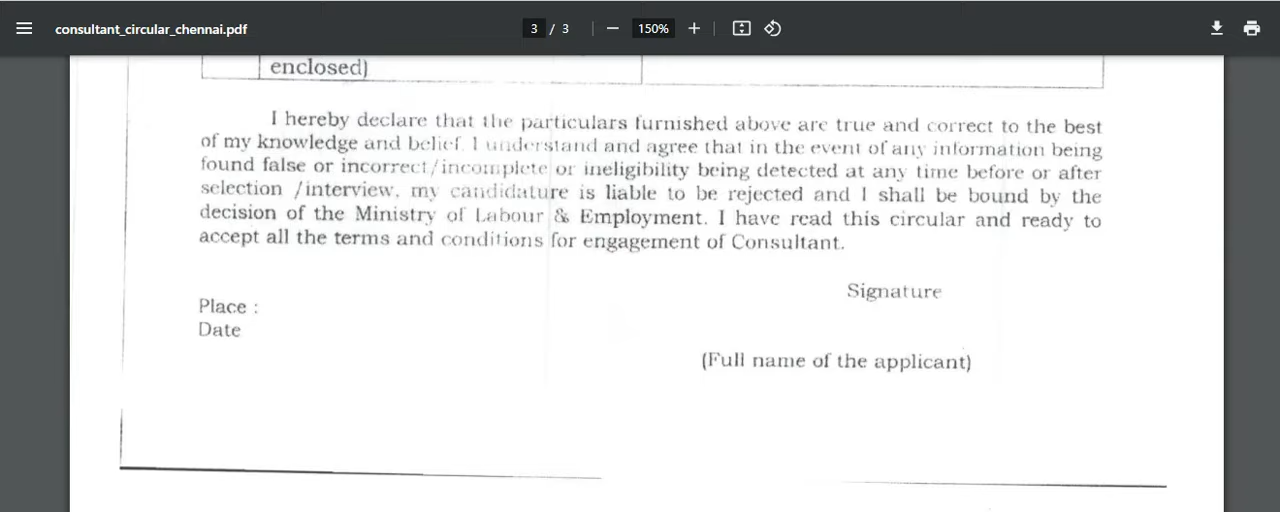 consultant_circular_chennai.pdf
3 / 3
150%
enclosed)
I hereby declare that the particulars furnished above are true and correct to the best
of my knowledge and belief. I understand and agree that in the event of any information being
found false or incorrect/incomplete or ineligibility being detected at any time before or after
selection /interview, my candidature is liable to be rejected and I shall be bound by the
decision of the Ministry of Labour & Employment. I have read this circular and ready to
accept all the terms and conditions for engagement of Consultant.
Signature
Place :
Date
(Full name of the applicant)